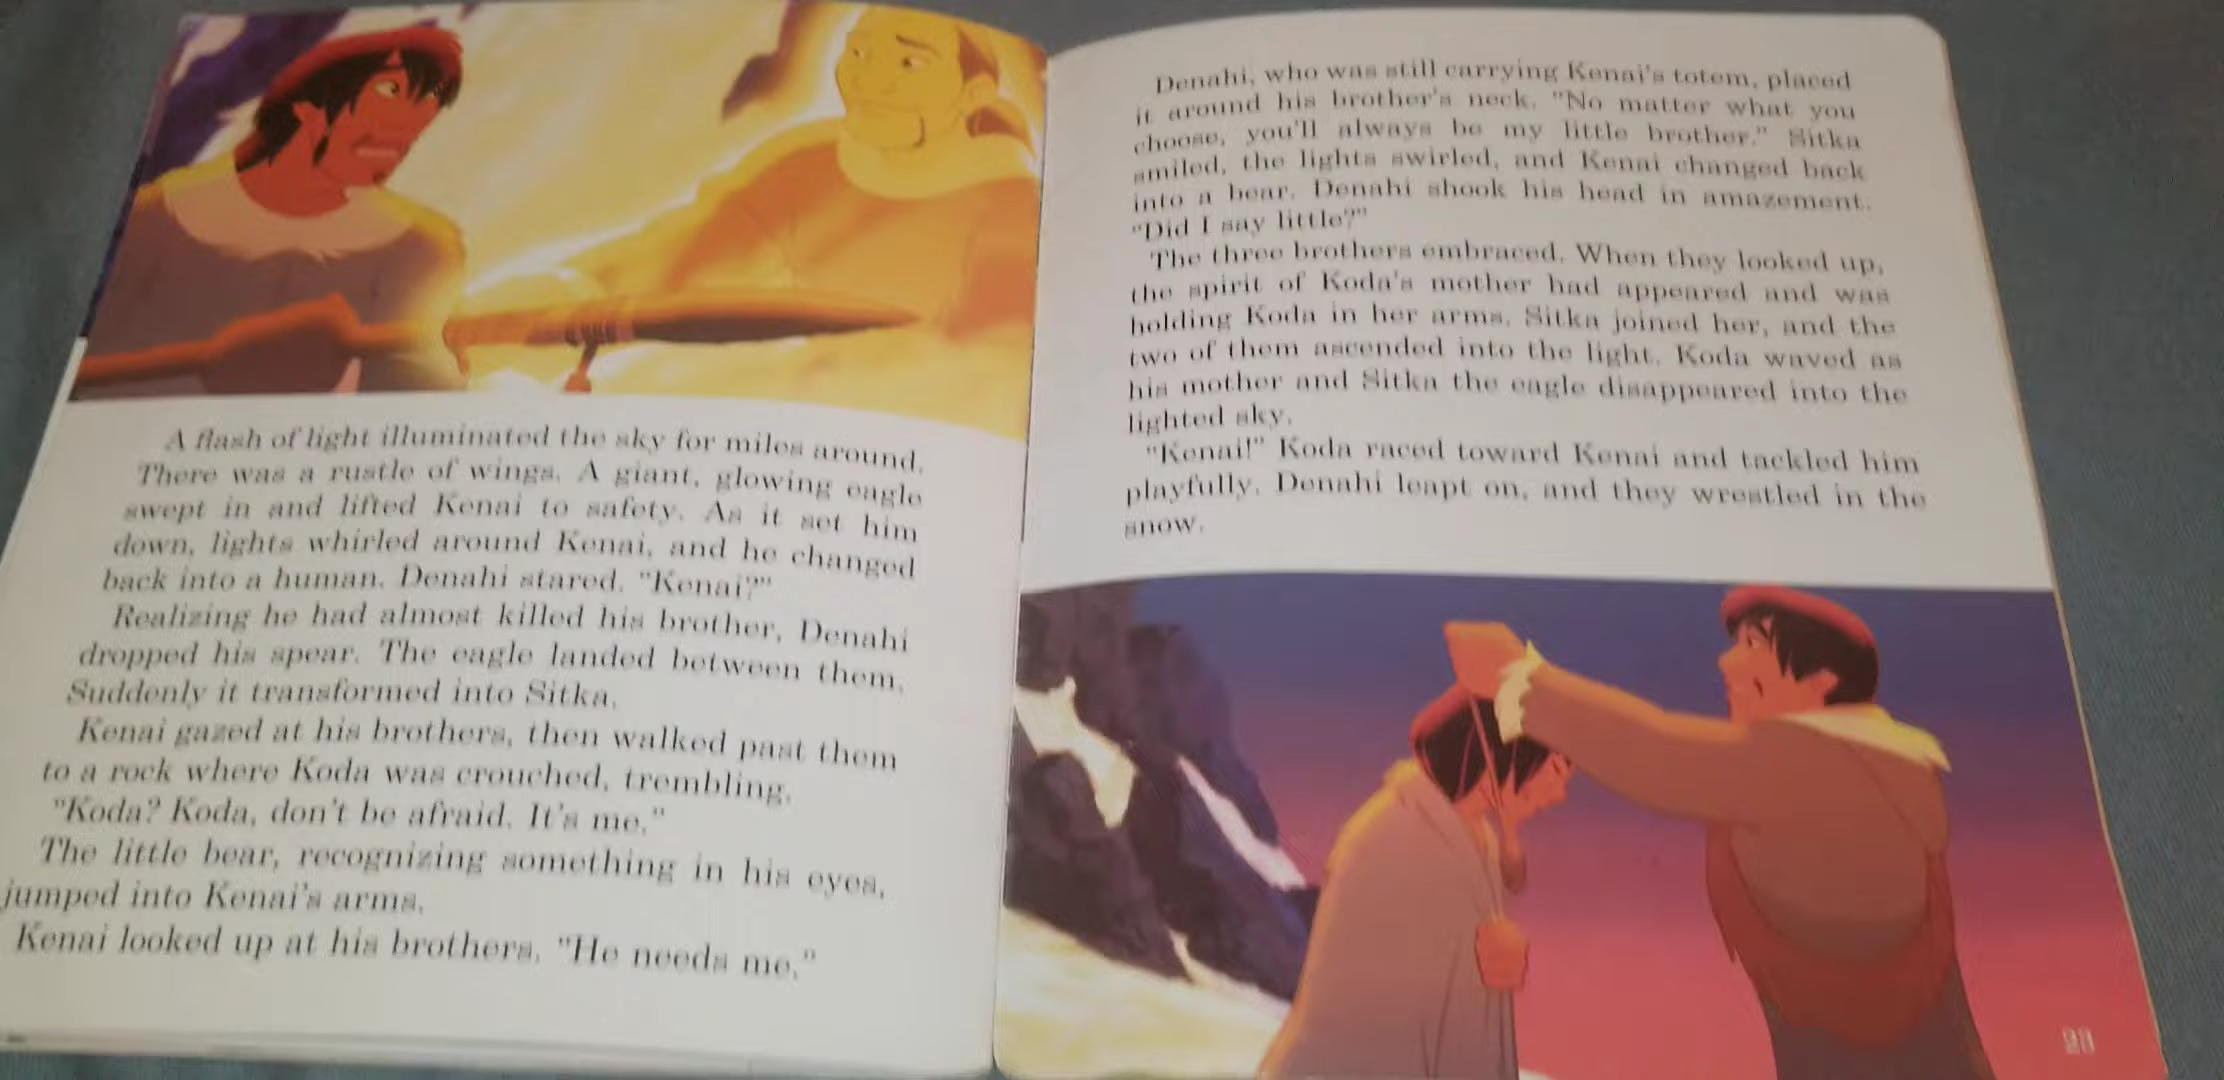 A flash of light illuminated the sky for miles around.
There was a rustle of wings. A giant, glowing eagle
swept in and lifted Kenai to safety. As it set him
down, lights whirled around Kenai, and he changed
back into a human. Denahi stared. "Kenai?"
Realizing he had almost killed his brother, Denahi
dropped his spear. The eagle landed between them.
Suddenly it transformed into Sitka.
Kenai gazed at his brothers, then walked past them
to a rock where Koda was crouched, trembling.
"Koda? Koda, don't be afraid. It's me."
The little bear, recognizing something in his eyes,
jumped into Kenai's arms.
Kenai looked up at his brothers. "He needs me."
Denahi, who was still carrying Kenai's totem, placed
it around his brother's neck. "No matter what you
choose, you'll always be my little brother." Sitka
smiled, the lights swirled, and Kenai changed back
into a bear. Denahi shook his head in amazement.
"Did I say little?"
The three brothers embraced. When they looked up,
the spirit of Koda's mother had appeared and was
holding Koda in her arms. Sitka joined her, and the
two of them ascended into the light. Koda waved as
his mother and Sitka the eagle disappeared into the
lighted sky.
"Kenai!" Koda raced toward Kenai and tackled him
playfully. Denahi leapt on, and they wrestled in the
snow.